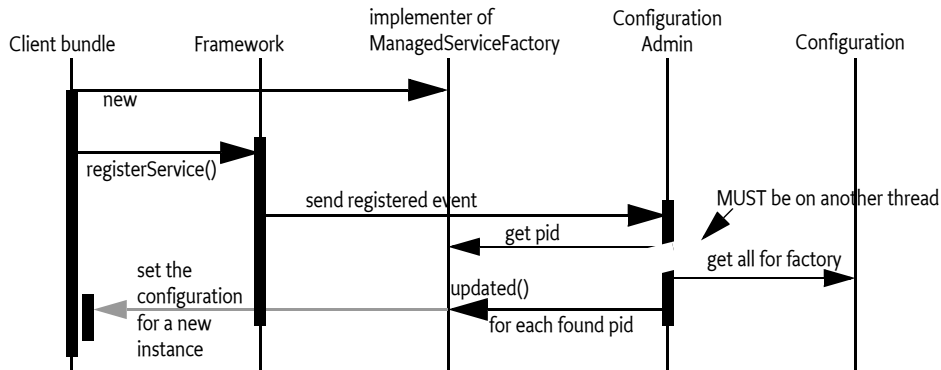 implementer of
ManagedServiceFactory
Configuration
Admin
Client bundle
Framework
Configuration
new
registerService()
send registered event
MUST be on another thread
get pid
get all for factory
set the
configuration
for a new
instance
updated()
for each found pid